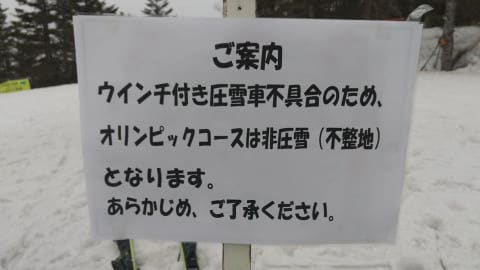 ご案内
ウインチ付き圧雪車不具合のため、
オリンピックコースは非圧雪（不整地）
となります。
あらかじめ、ご了承ください。